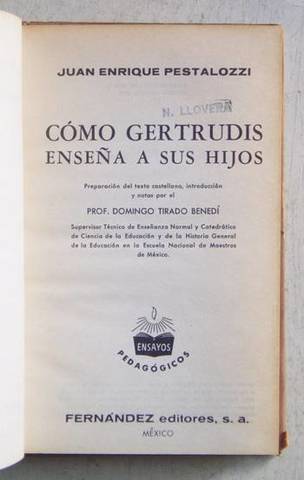 JUAN ENRIQUE PESTALOZZI
N. LLOVERA
CÓMO GERTRUDIS
ENSEÑA A SUS HIJOS
Preparación del texto castellano, introducción
y notas por el
PROF. DOMINGO TIRADO BENEDÍ
Supervisor Técnico de Enseñanza Normal y Catedrático
de Ciencia de la Educación y de la Historia General
de la Educación en la Escuela Nacional de Maestros
de México.
ENSAYOS
PEDAGÓGICOS
FERNÁNDEZ editores, s. a.
MÉXICO